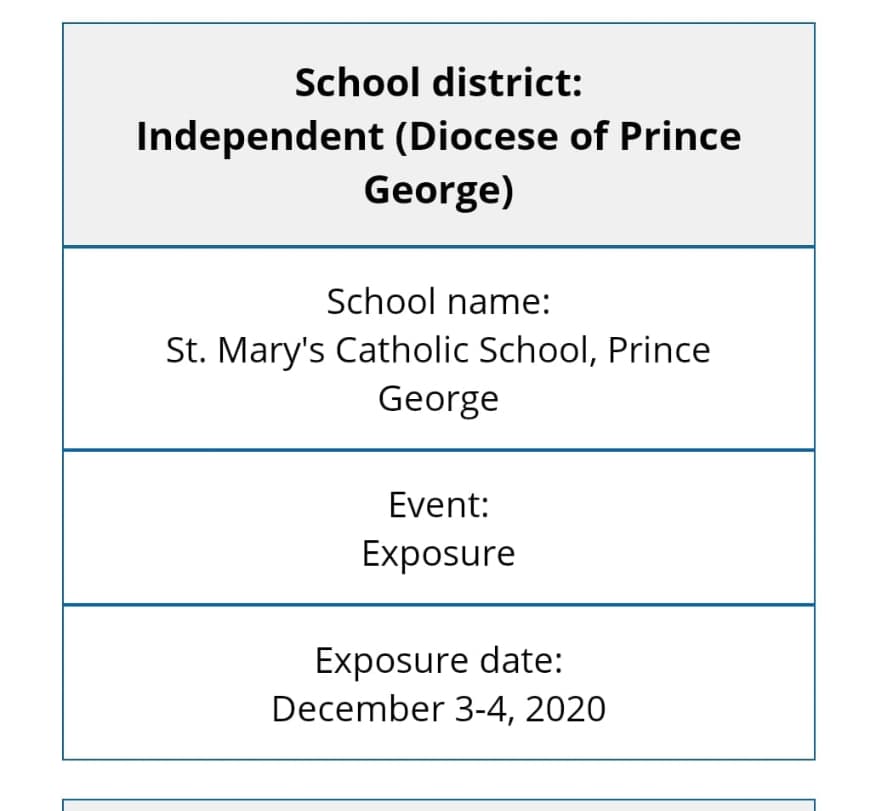 School district:
Independent (Diocese of Prince
George)
School name:
St. Mary's Catholic School, Prince
George
Event:
Exposure
Exposure date:
December 3-4, 2020